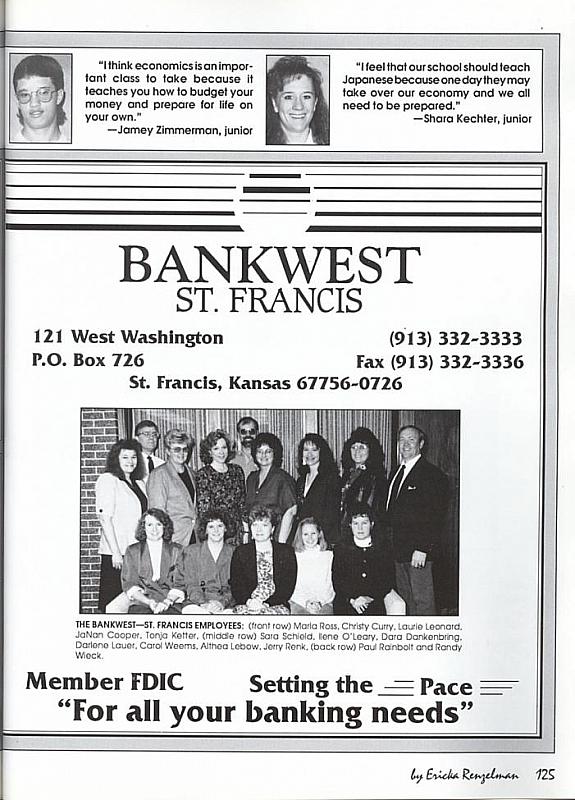 “I think economics is an impor-
tant class to take because it
teaches you how to budget your
money and prepare for life on
your own.”
—Jamey Zimmerman, junior
“I feel that our school should teach
Japanese because one day they may
take over our economy and we all
need to be prepared.”
—Shara Kechter, junior
BANKWEST
ST. FRANCIS
121 West Washington
(913) 332-3333
P.O. Box 726
Fax (913) 332-3336
St. Francis, Kansas 67756-0726
THE BANKWEST—ST. FRANCIS EMPLOYEES: (front row) Marla Ross, Christy Curry, Laurie Leonard,
JaNan Cooper, Tonja Ketter, (middle row) Sara Schield, Ilene O'Leary, Dara Dankenbring,
Darlene Lauer, Carol Weems, Althea Lebow, Jerry Renk, (back row) Paul Rainbolt and Randy
Wieck.
Member FDIC
Setting the Pace
“For all your banking needs”
by Ericka Renzelman 125